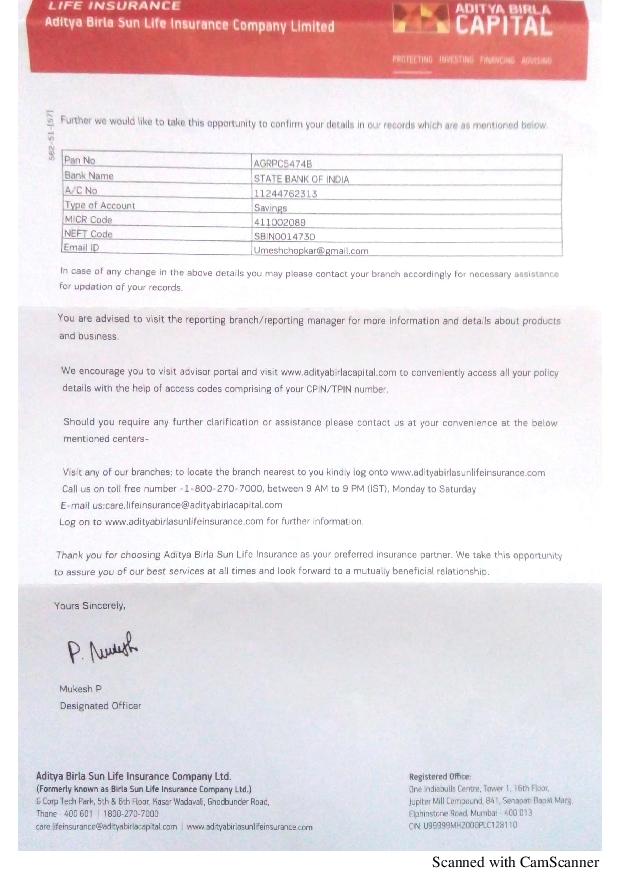 LIFE INSURANCE
Aditya Birla Sun Life Insurance Company Limited
ADITYA BIRLA
CAPITAL
PROTECTING INVESTING FINANCING ADVISING
562-51-[57]
Further we would like to take this opportunity to confirm your details in our records which are as mentioned below.
Pan No AGRPC5474B
Bank Name STATE BANK OF INDIA
A/C No 11244762313
Type of Account Savings
MICR Code 411002089
NEFT Code SBIN0014730
Email ID Umeshchopkar@gmail.com
In case of any change in the above details you may please contact your branch accordingly for necessary assistance
for updation of your records.
You are advised to visit the reporting branch/reporting manager for more information and details about products
and business.
We encourage you to visit advisor portal and visit www.adityabirlacapital.com to conveniently access all your policy
details with the help of access codes comprising of your CPIN/TPIN number.
Should you require any further clarification or assistance please contact us at your convenience at the below
mentioned centers-
Visit any of our branches; to locate the branch nearest to you kindly log onto www.adityabirlasunlifeinsurance.com
Call us on toll free number -1-800-270-7000, between 9 AM to 9 PM (IST), Monday to Saturday
E-mail us:care.lifeinsurance@adityabirlacapital.com
Log on to www.adityabirlasunlifeinsurance.com for further information.
Thank you for choosing Aditya Birla Sun Life Insurance as your preferred insurance partner. We take this opportunity
to assure you of our best services at all times and look forward to a mutually beneficial relationship.
Yours Sincerely,
P. Mukesh
Mukesh P
Designated Officer
Aditya Birla Sun Life Insurance Company Ltd.
(Formerly known as Birla Sun Life Insurance Company Ltd.)
G Corp Tech Park, 5th & 6th Floor, Kasar Wadavali, Ghodbunder Road,
Thane - 400 601 | 1800-270-7000
care.lifeinsurance@adityabirlacapital.com | www.adityabirlasunlifeinsurance.com
Registered Office:
One Indiabulls Centre, Tower 1, 16th Floor,
Jupiter Mill Compound, 841, Senapati Bapat Marg,
Elphinstone Road, Mumbai - 400 013
CIN: U99999MH2000PLC128110
Scanned with CamScanner